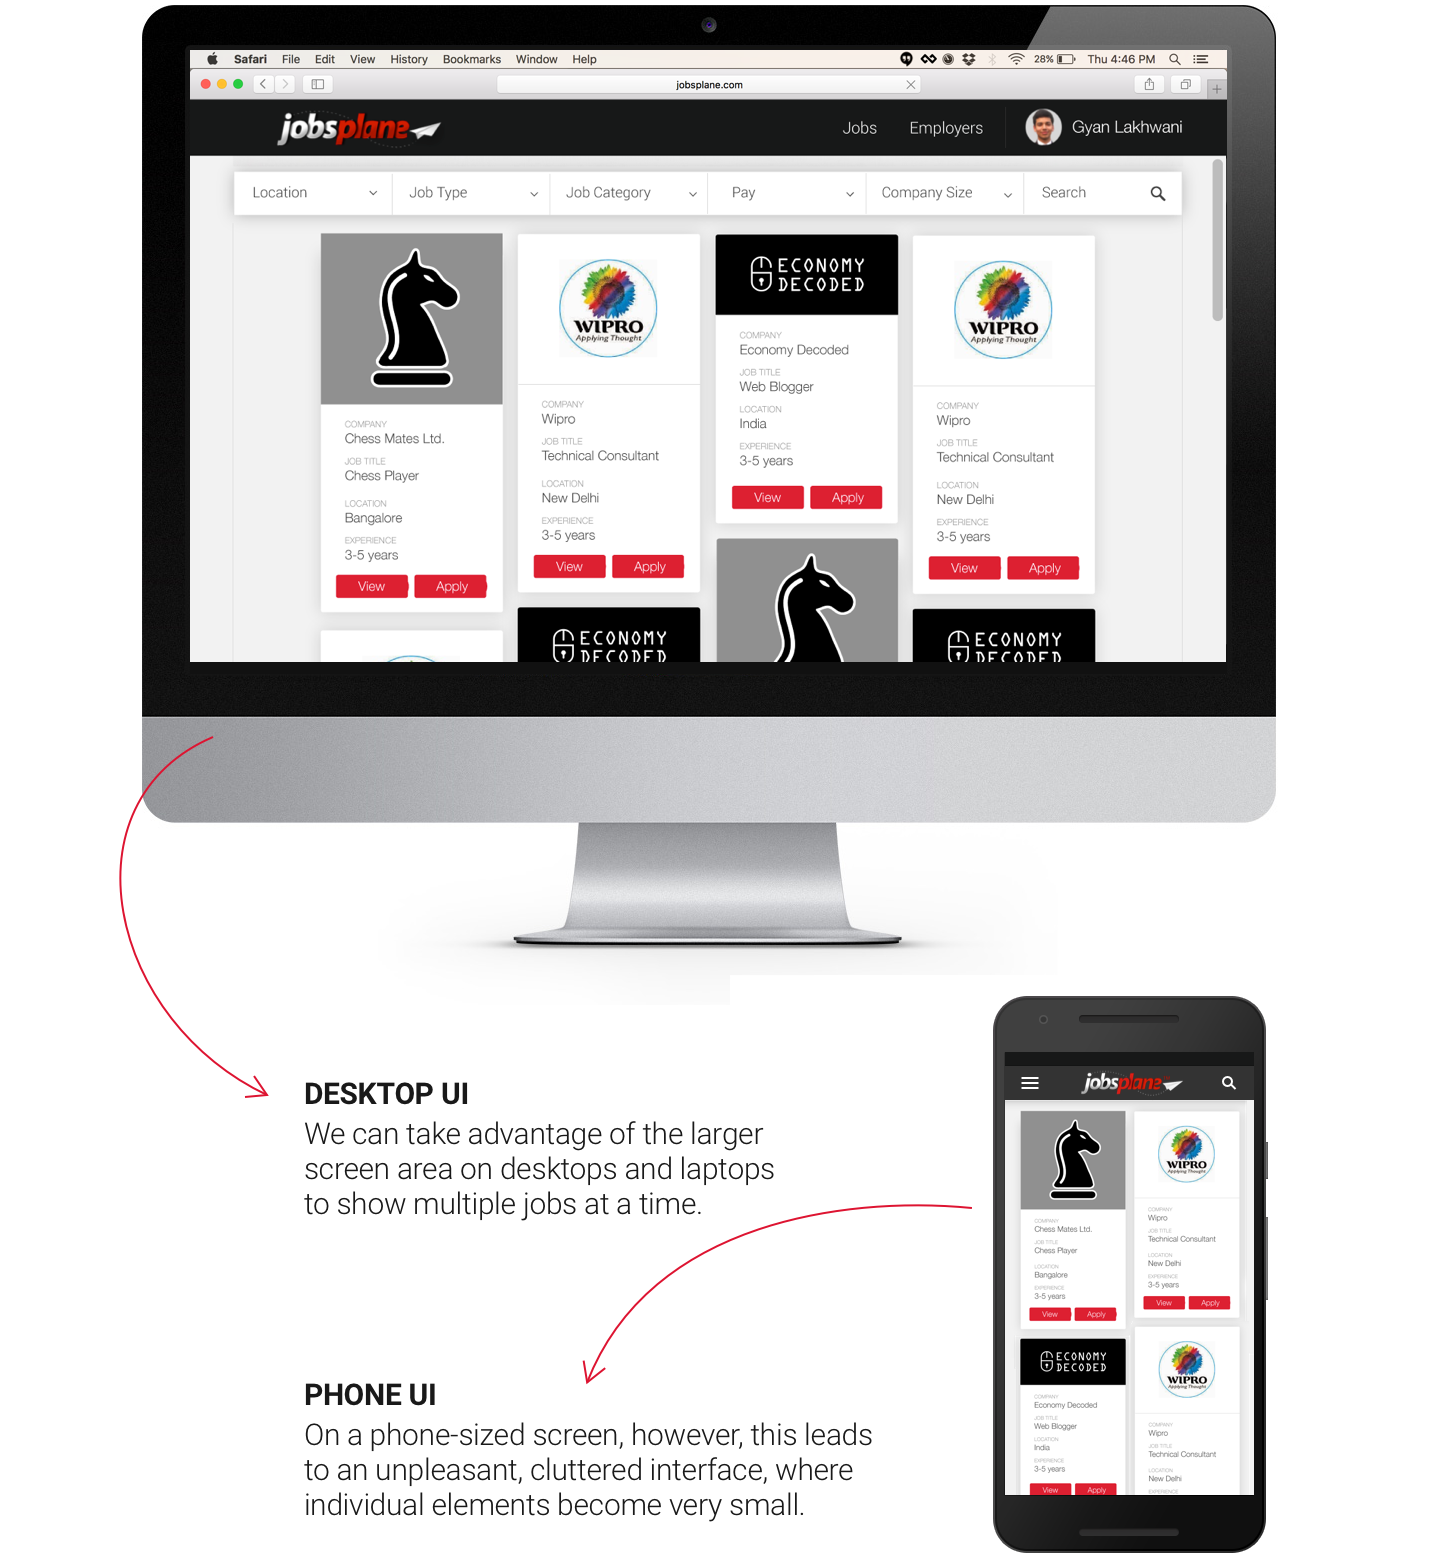 Safari File Edit View History Bookmarks Window Help 28% Thu 4:46 PM
jobsplane.com
jobsplane Jobs Employers Gyan Lakhwani
Location Job Type Job Category Pay Company Size Search
WIPRO
Applying Thought
ECONOMY
DECODED
WIPRO
Applying Thought
COMPANY
Chess Mates Ltd.
JOB TITLE
Chess Player
LOCATION
Bangalore
EXPERIENCE
3-5 years
View Apply
COMPANY
Wipro
JOB TITLE
Technical Consultant
LOCATION
New Delhi
EXPERIENCE
3-5 years
View Apply
ECONOMY
DECODED
COMPANY
Economy Decoded
JOB TITLE
Web Blogger
LOCATION
India
EXPERIENCE
3-5 years
View Apply
COMPANY
Wipro
JOB TITLE
Technical Consultant
LOCATION
New Delhi
EXPERIENCE
3-5 years
View Apply
ECONOMY
DECODED
DESKTOP UI
We can take advantage of the larger
screen area on desktops and laptops
to show multiple jobs at a time.
PHONE UI
On a phone-sized screen, however, this leads
to an unpleasant, cluttered interface, where
individual elements become very small.
jobsplane
COMPANY
Chess Mates Ltd.
JOB TITLE
Chess Player
LOCATION
Bangalore
EXPERIENCE
3-5 years
View Apply
WIPRO
Applying Thought
COMPANY
Wipro
JOB TITLE
Technical Consultant
LOCATION
New Delhi
EXPERIENCE
3-5 years
View Apply
ECONOMY
DECODED
COMPANY
Economy Decoded
JOB TITLE
Web Blogger
LOCATION
India
EXPERIENCE
3-5 years
View Apply
WIPRO
Applying Thought
COMPANY
Wipro
JOB TITLE
Technical Consultant
LOCATION
New Delhi
EXPERIENCE